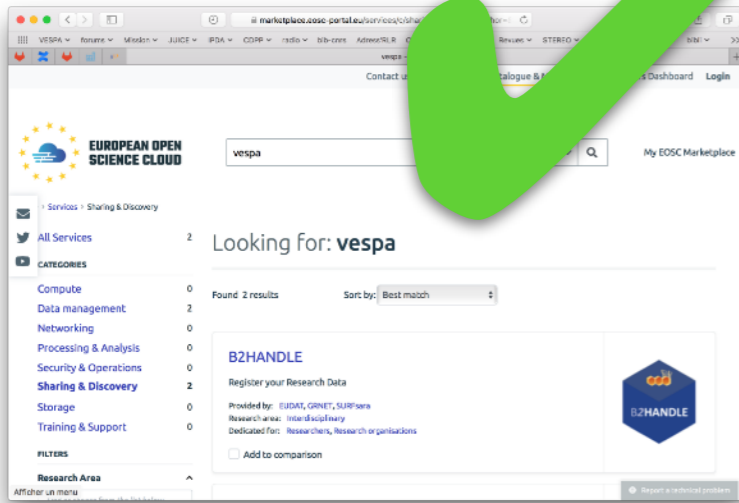 marketplace.eosc-portal.eu/services/c/sha
VESPA forums Mission JUICE IPDA COPP radio bib-cnrs Adresse/SLR Revues STEREO bibl
vespa
Contact us talogue & M s Dashboard Login
EUROPEAN OPEN
SCIENCE CLOUD
vespa
My EOSC Marketplace
Services > Sharing & Discovery
All Services 2
CATEGORIES
Compute 0
Data management 2
Networking 0
Processing & Analysis 0
Security & Operations 0
Sharing & Discovery 2
Storage 0
Training & Support 0
FILTERS
Research Area
Afficher un menu
Looking for: vespa
Found 2 results Sort by: Best match
B2HANDLE
Register your Research Data
Provided by: EUDAT, GRNET, SURFsara
Research area: Interdisciplinary
Dedicated for: Researchers, Research organisations
Add to comparison
B2HANDLE
Report a technical problem